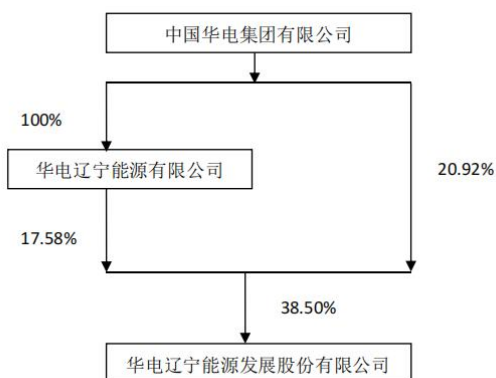 中国华电集团有限公司
100%
华电辽宁能源有限公司
20.92%
17.58%
38.50%
华电辽宁能源发展股份有限公司